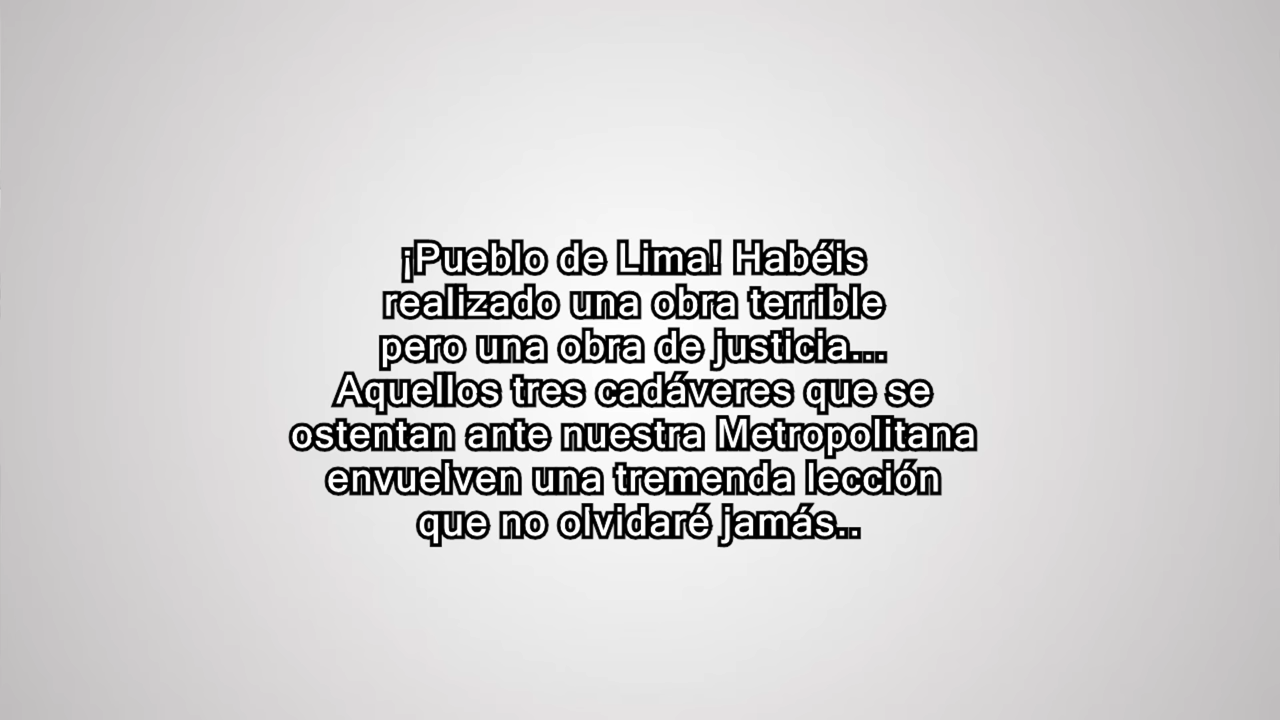 ¡Pueblo de Lima! Habéis
realizado una obra terrible
pero una obra de justicia...
Aquellos tres cadáveres que se
ostentan ante nuestra Metropolitana
envuelven una tremenda lección
que no olvidaré jamás..